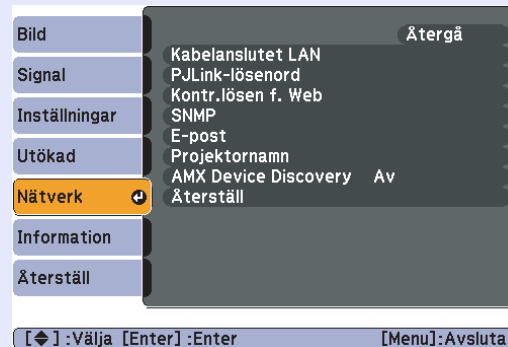 Bild
Signal
Inställningar
Utökad
Nätverk
Information
Återställ
Återgå
Kabelanslutet LAN
PJLink-lösenord
Kontr.lösen f. Web
SNMP
E-post
Projektornamn
AMX Device Discovery Av
Återställ
[◆]:Välja [Enter]:Enter [Menu]:Avsluta